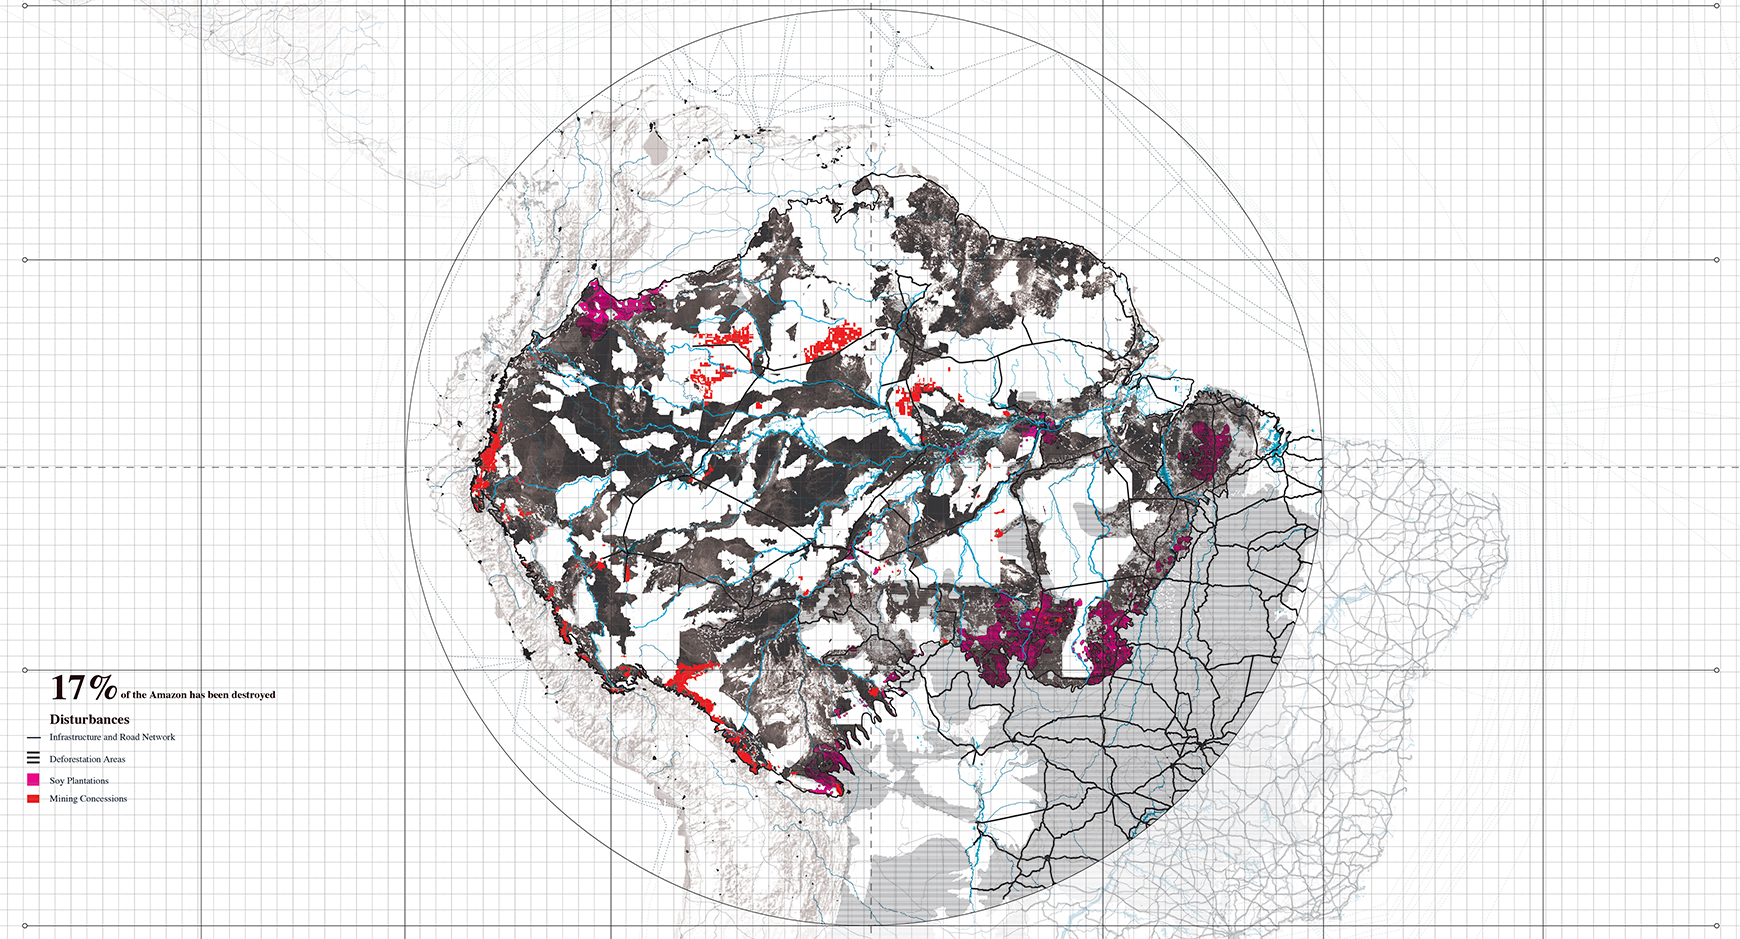 17% of the Amazon has been destroyed
Disturbances
Infrastructure and Road Network
Deforestation Areas
Soy Plantations
Mining Concessions